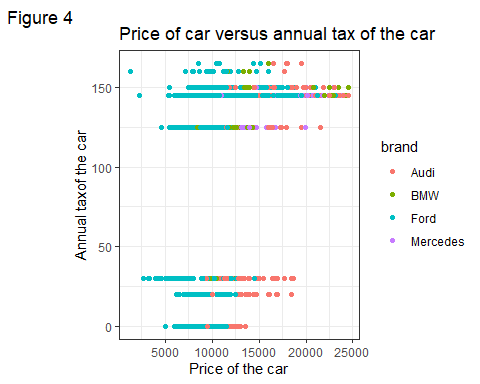 Figure 4
Price of car versus annual tax of the car
Annual taxof the car
150
100
50
0
5000 10000 15000 20000 25000
Price of the car
brand
Audi
BMW
Ford
Mercedes